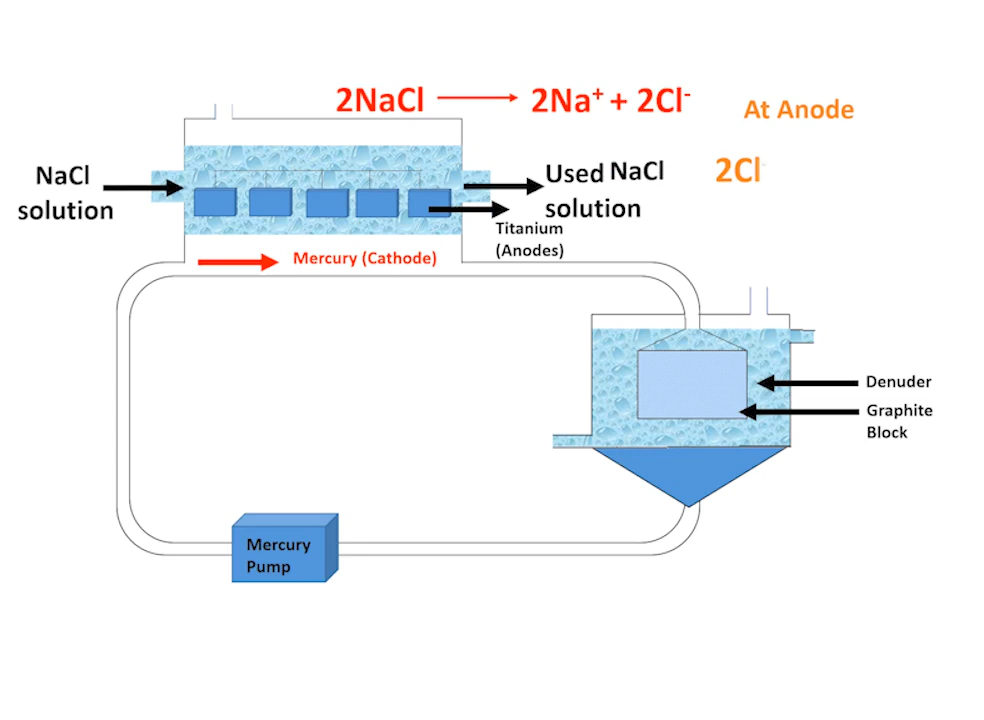 2NaCl ⟶ 2Na⁺ + 2Cl⁻
At Anode
2Cl⁻
NaCl
solution
Used NaCl
solution
Titanium
(Anodes)
Mercury (Cathode)
Denuder
Graphite
Block
Mercury
Pump